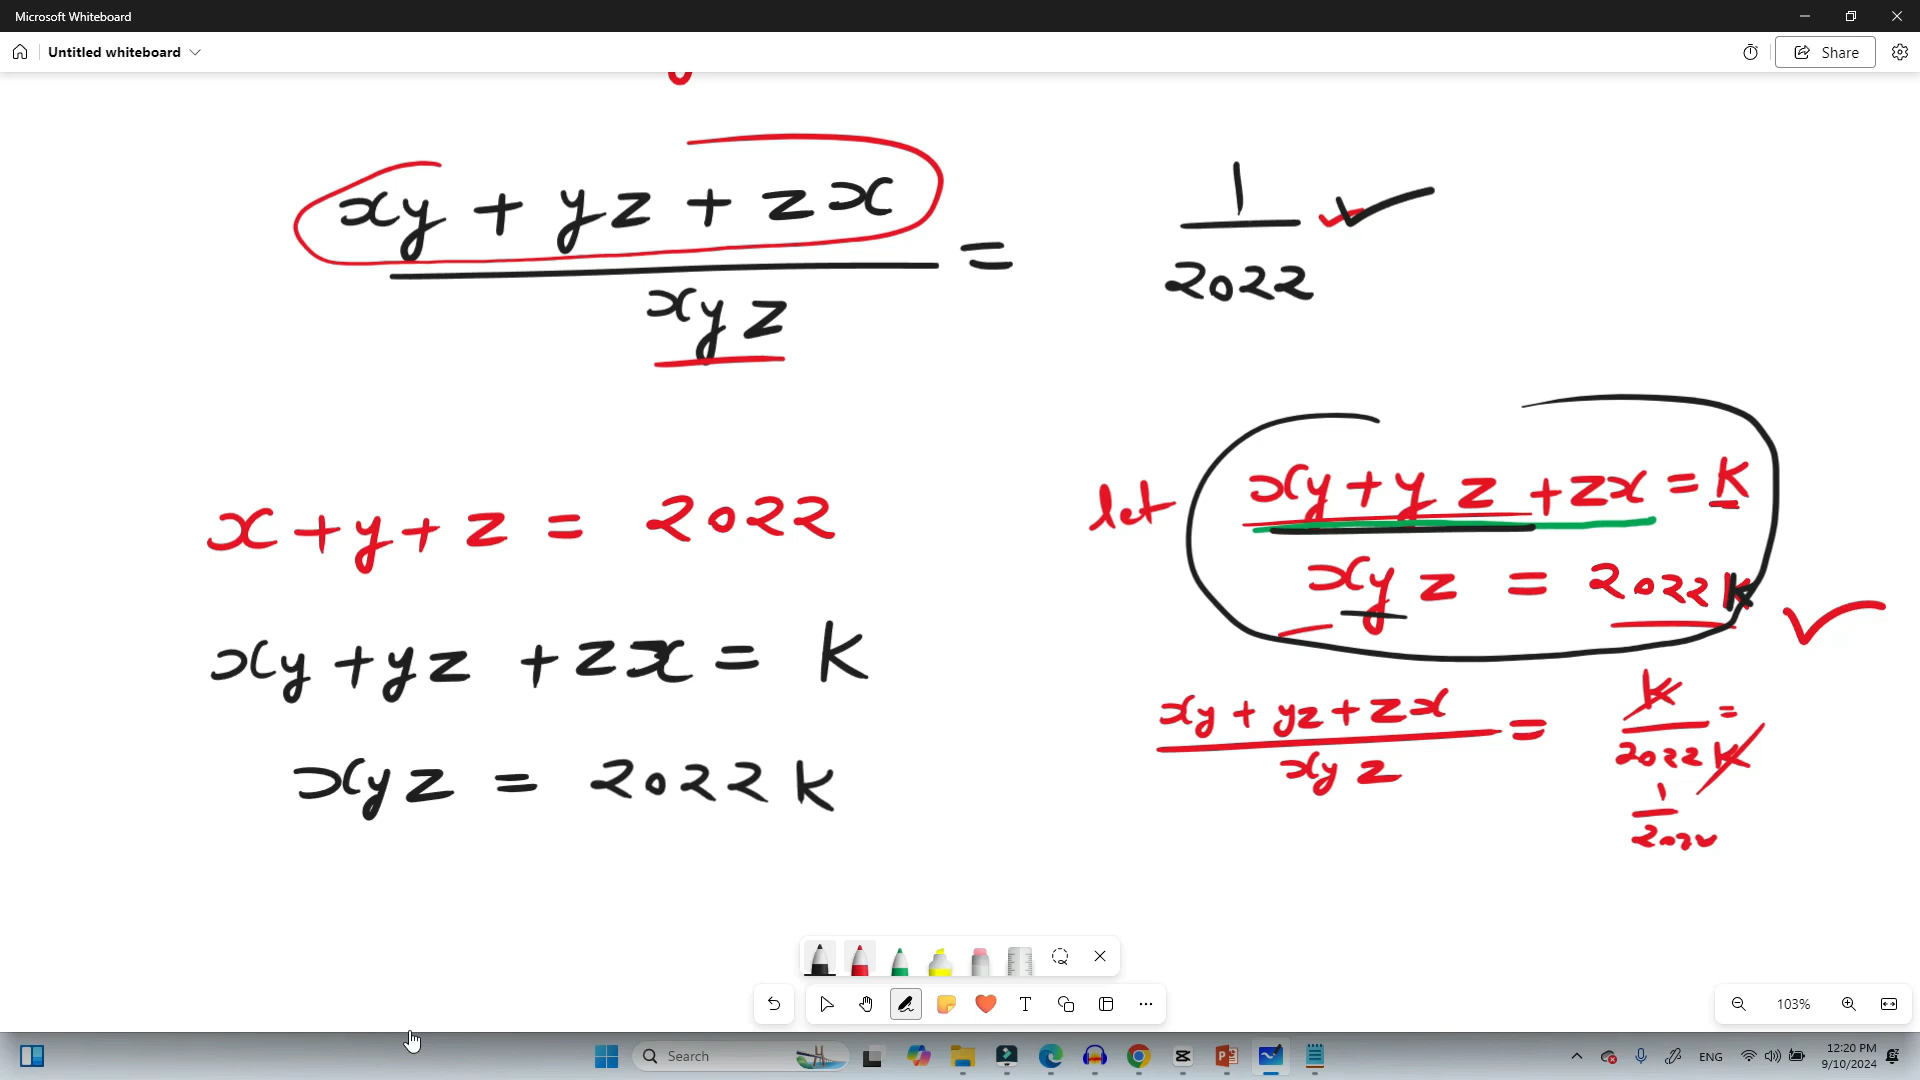 Microsoft Whiteboard
Untitled whiteboard
Share
xy + yz + zx
xyz
=
1
2022
x + y + z = 2022
xy + yz + zx = k
xyz = 2022 k
let
xy + yz + zx = k
xyz = 2022 k
xy + yz + zx
xyz
=
k
2022 k
=
1
2022
T
103%
Search
ENG
12:20 PM
9/10/2024